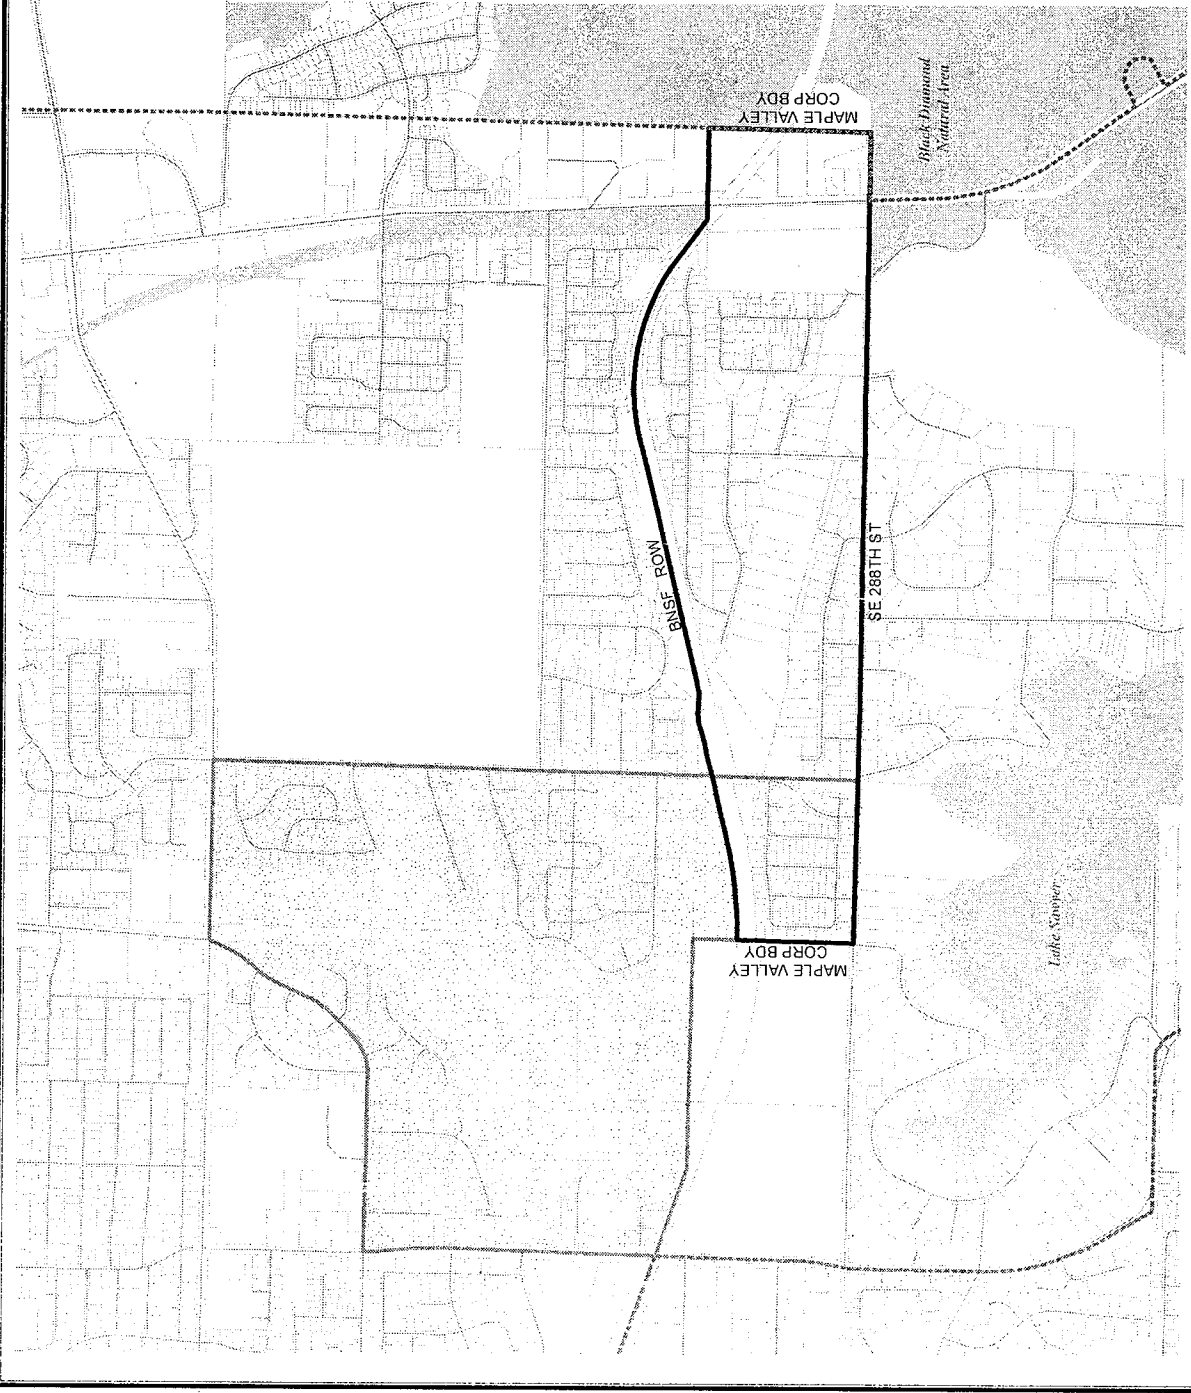 MAPLE VALLEY
CORP BDY
Black Diamond
Natural Area
BNSF ROW
SE 288TH ST
MAPLE VALLEY
CORP BDY
Lake Sawyer